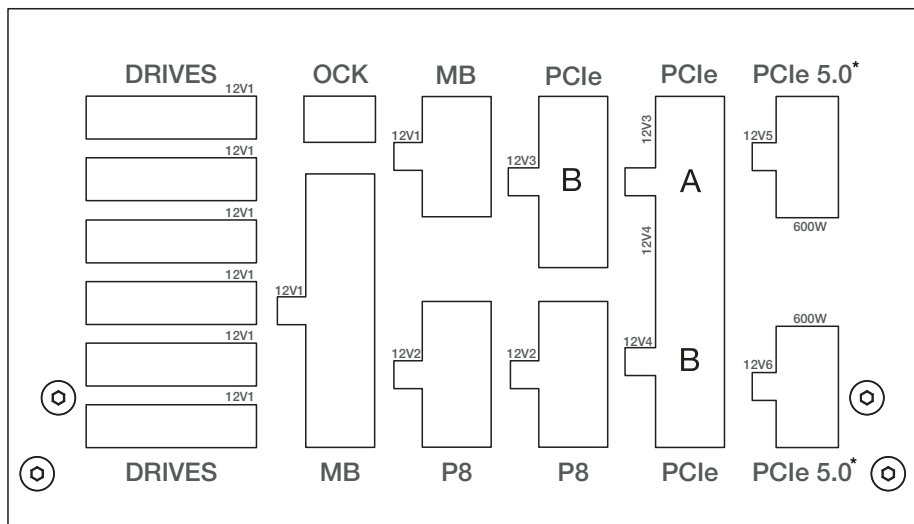 DRIVES OCK MB PCIe PCIe PCIe 5.0*
12V1
12V1
12V1
12V1
12V1
12V1
12V1
12V1
12V3
12V3
12V4
12V5
600W
B A
12V2
12V2
12V4
12V6
600W
B
DRIVES MB P8 P8 PCIe PCIe 5.0*